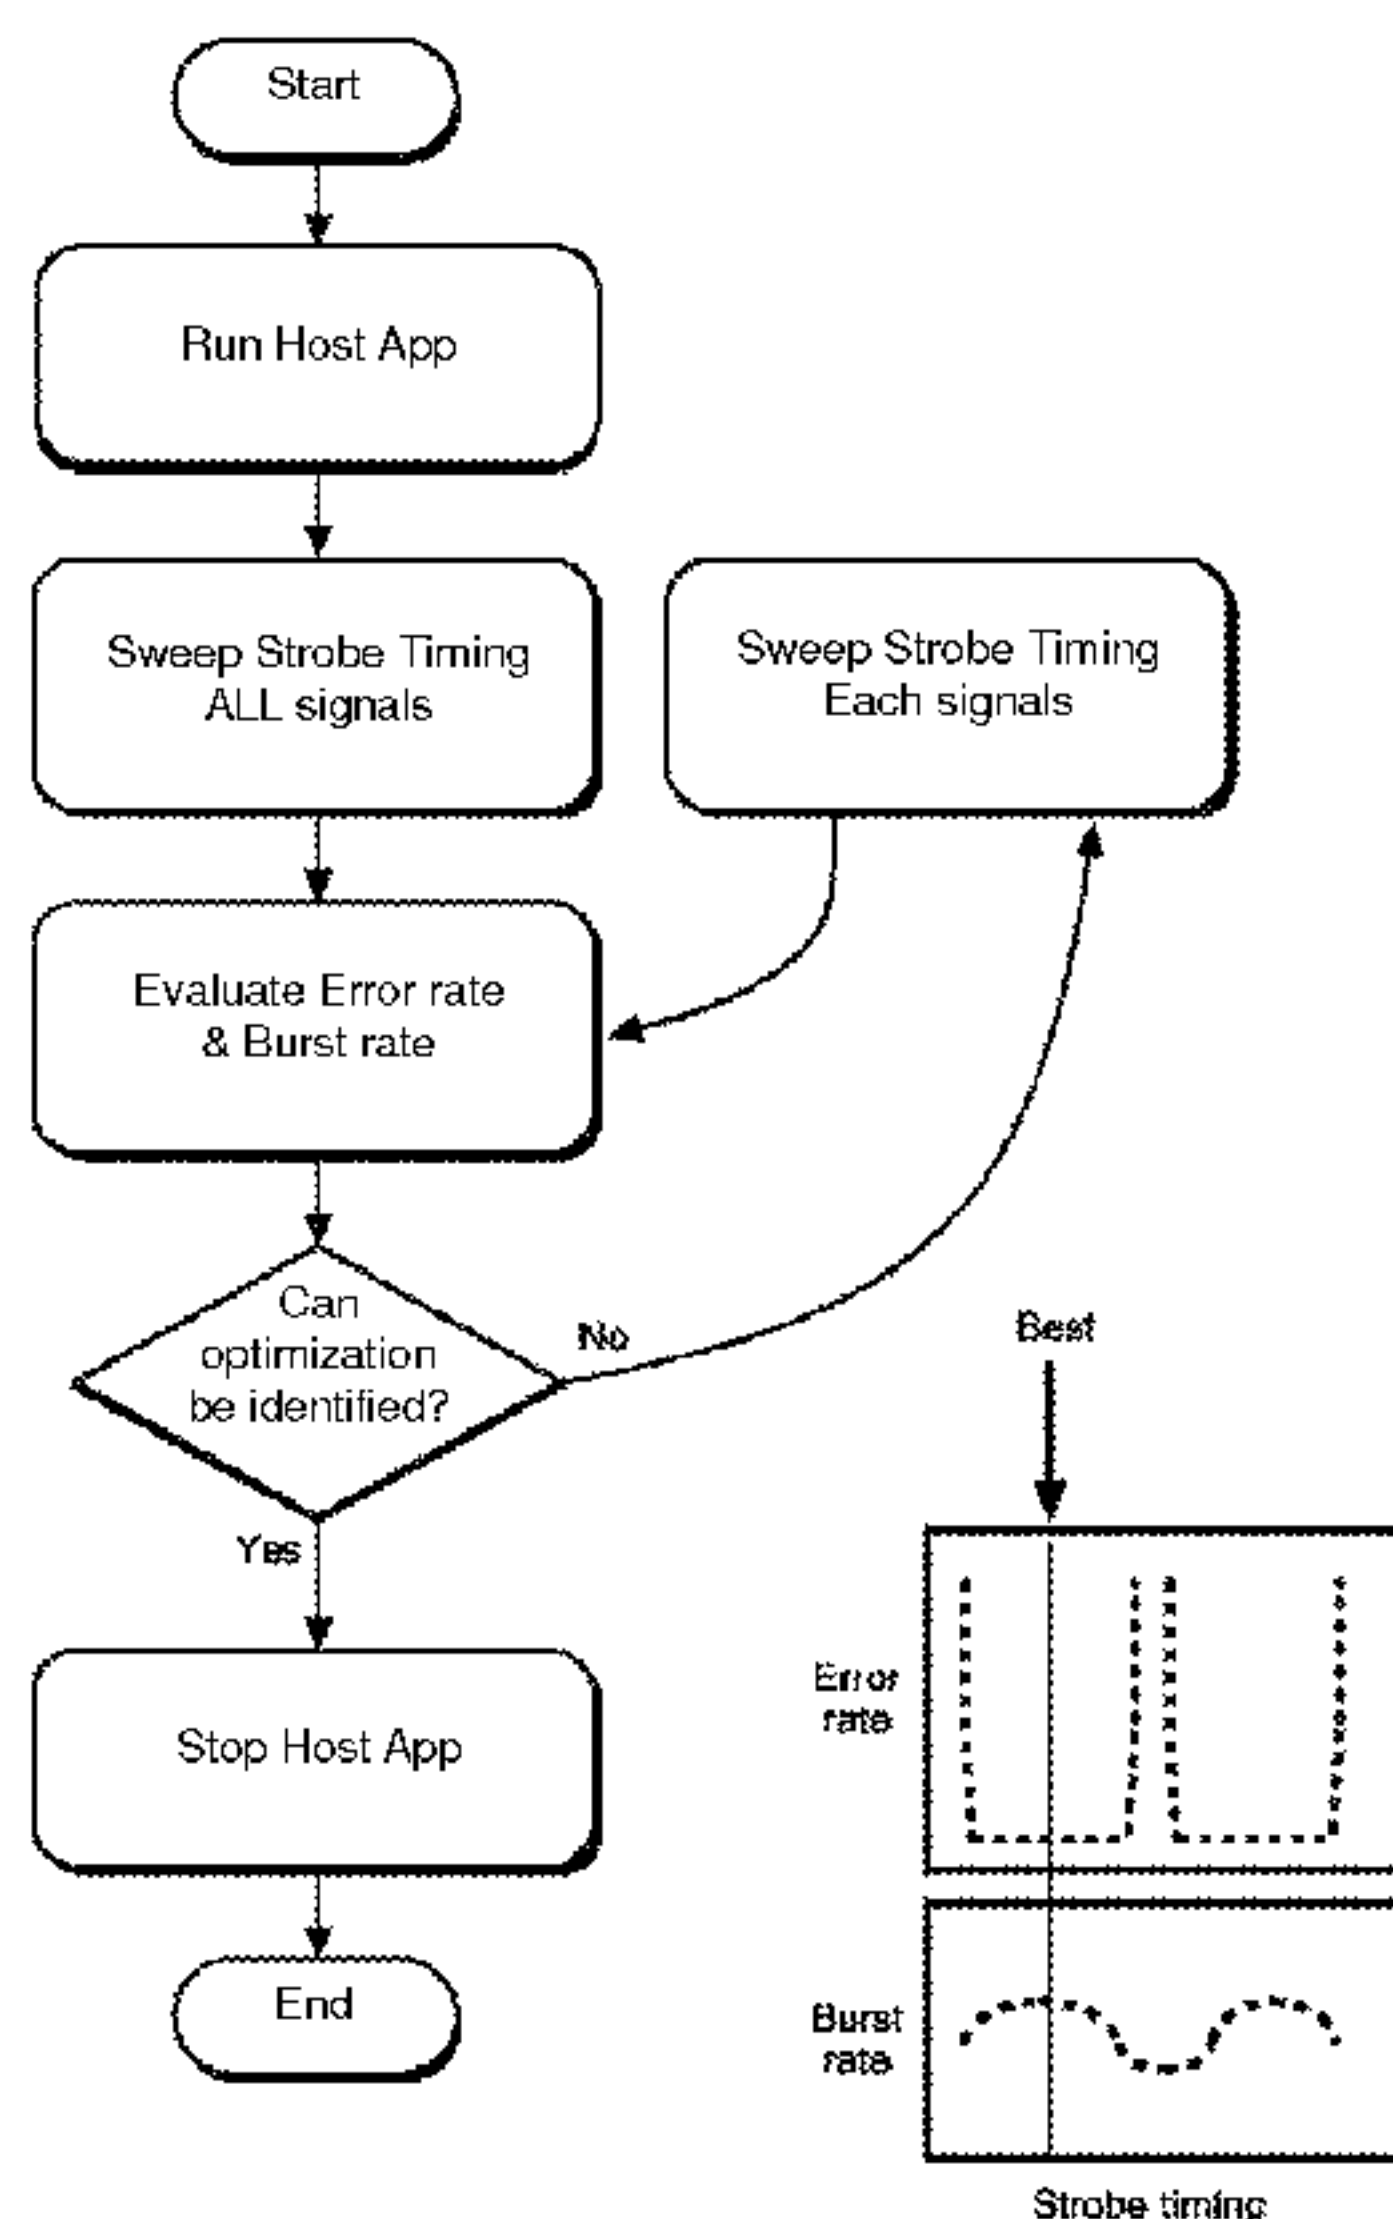 Start
Run Host App
Sweep Strobe Timing
ALL signals
Sweep Strobe Timing
Each signals
Evaluate Error rate
& Burst rate
Can
optimization
be identified?
No
Yes
Stop Host App
End
Best
Error
rate
Burst
rate
Strobe timing